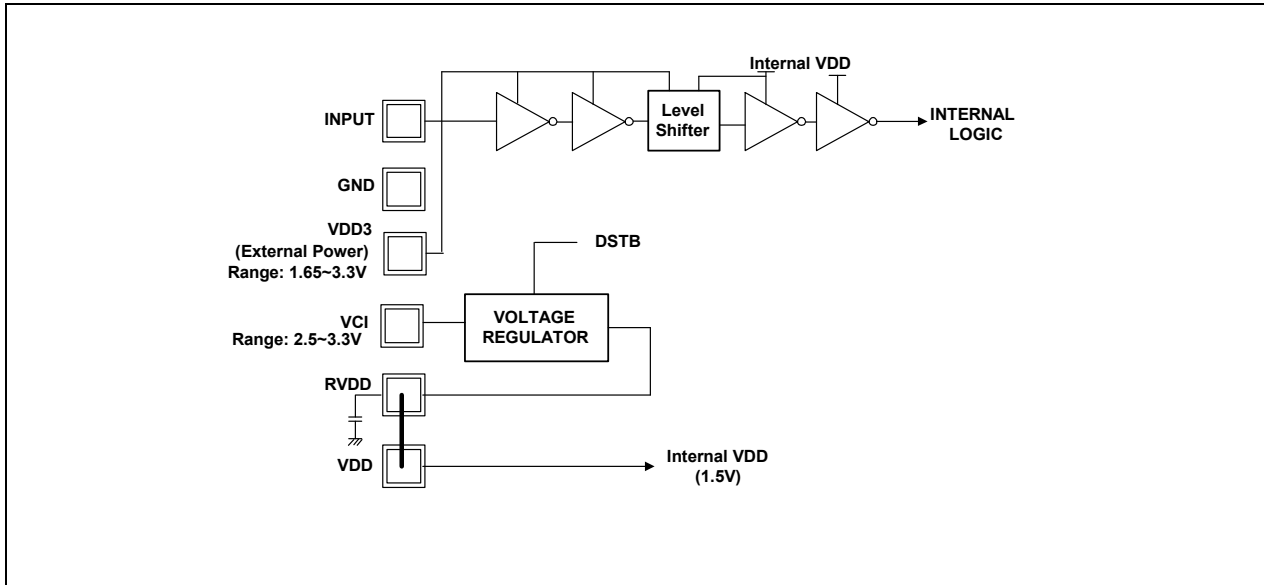 Internal VDD
INPUT
Level
Shifter
INTERNAL
LOGIC
GND
VDD3
(External Power)
Range: 1.65~3.3V
DSTB
VCI
Range: 2.5~3.3V
VOLTAGE
REGULATOR
RVDD
VDD
Internal VDD
(1.5V)